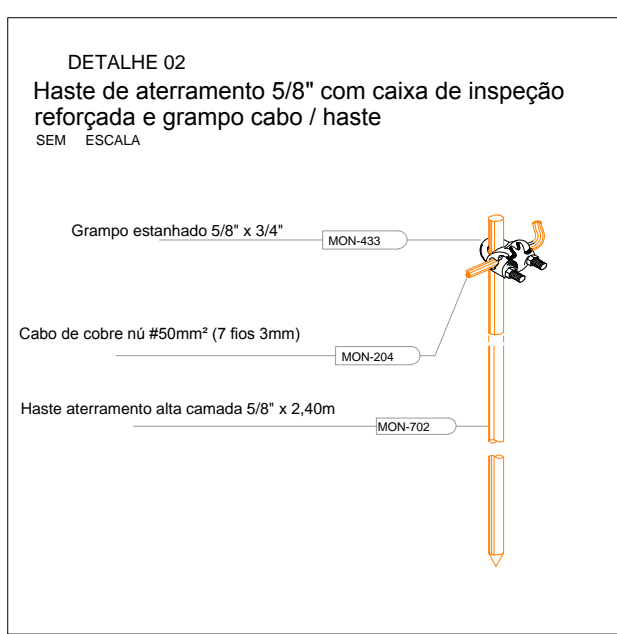 DETALHE 02
Haste de aterramento 5/8" com caixa de inspeção
reforçada e grampo cabo / haste
SEM ESCALA
Grampo estanhado 5/8" x 3/4"
MON-433
Cabo de cobre nú #50mm² (7 fios 3mm)
MON-204
Haste aterramento alta camada 5/8" x 2,40m
MON-702